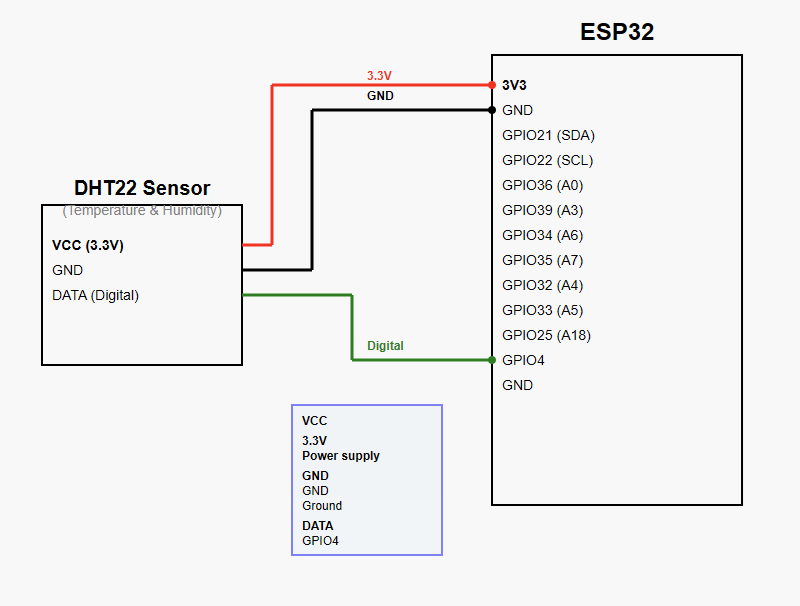 ESP32
3.3V
GND
3V3
GND
GPIO21 (SDA)
GPIO22 (SCL)
GPIO36 (A0)
GPIO39 (A3)
GPIO34 (A6)
GPIO35 (A7)
GPIO32 (A4)
GPIO33 (A5)
GPIO25 (A18)
GPIO4
GND
DHT22 Sensor
(Temperature & Humidity)
VCC (3.3V)
GND
DATA (Digital)
Digital
VCC
3.3V
Power supply
GND
GND
Ground
DATA
GPIO4